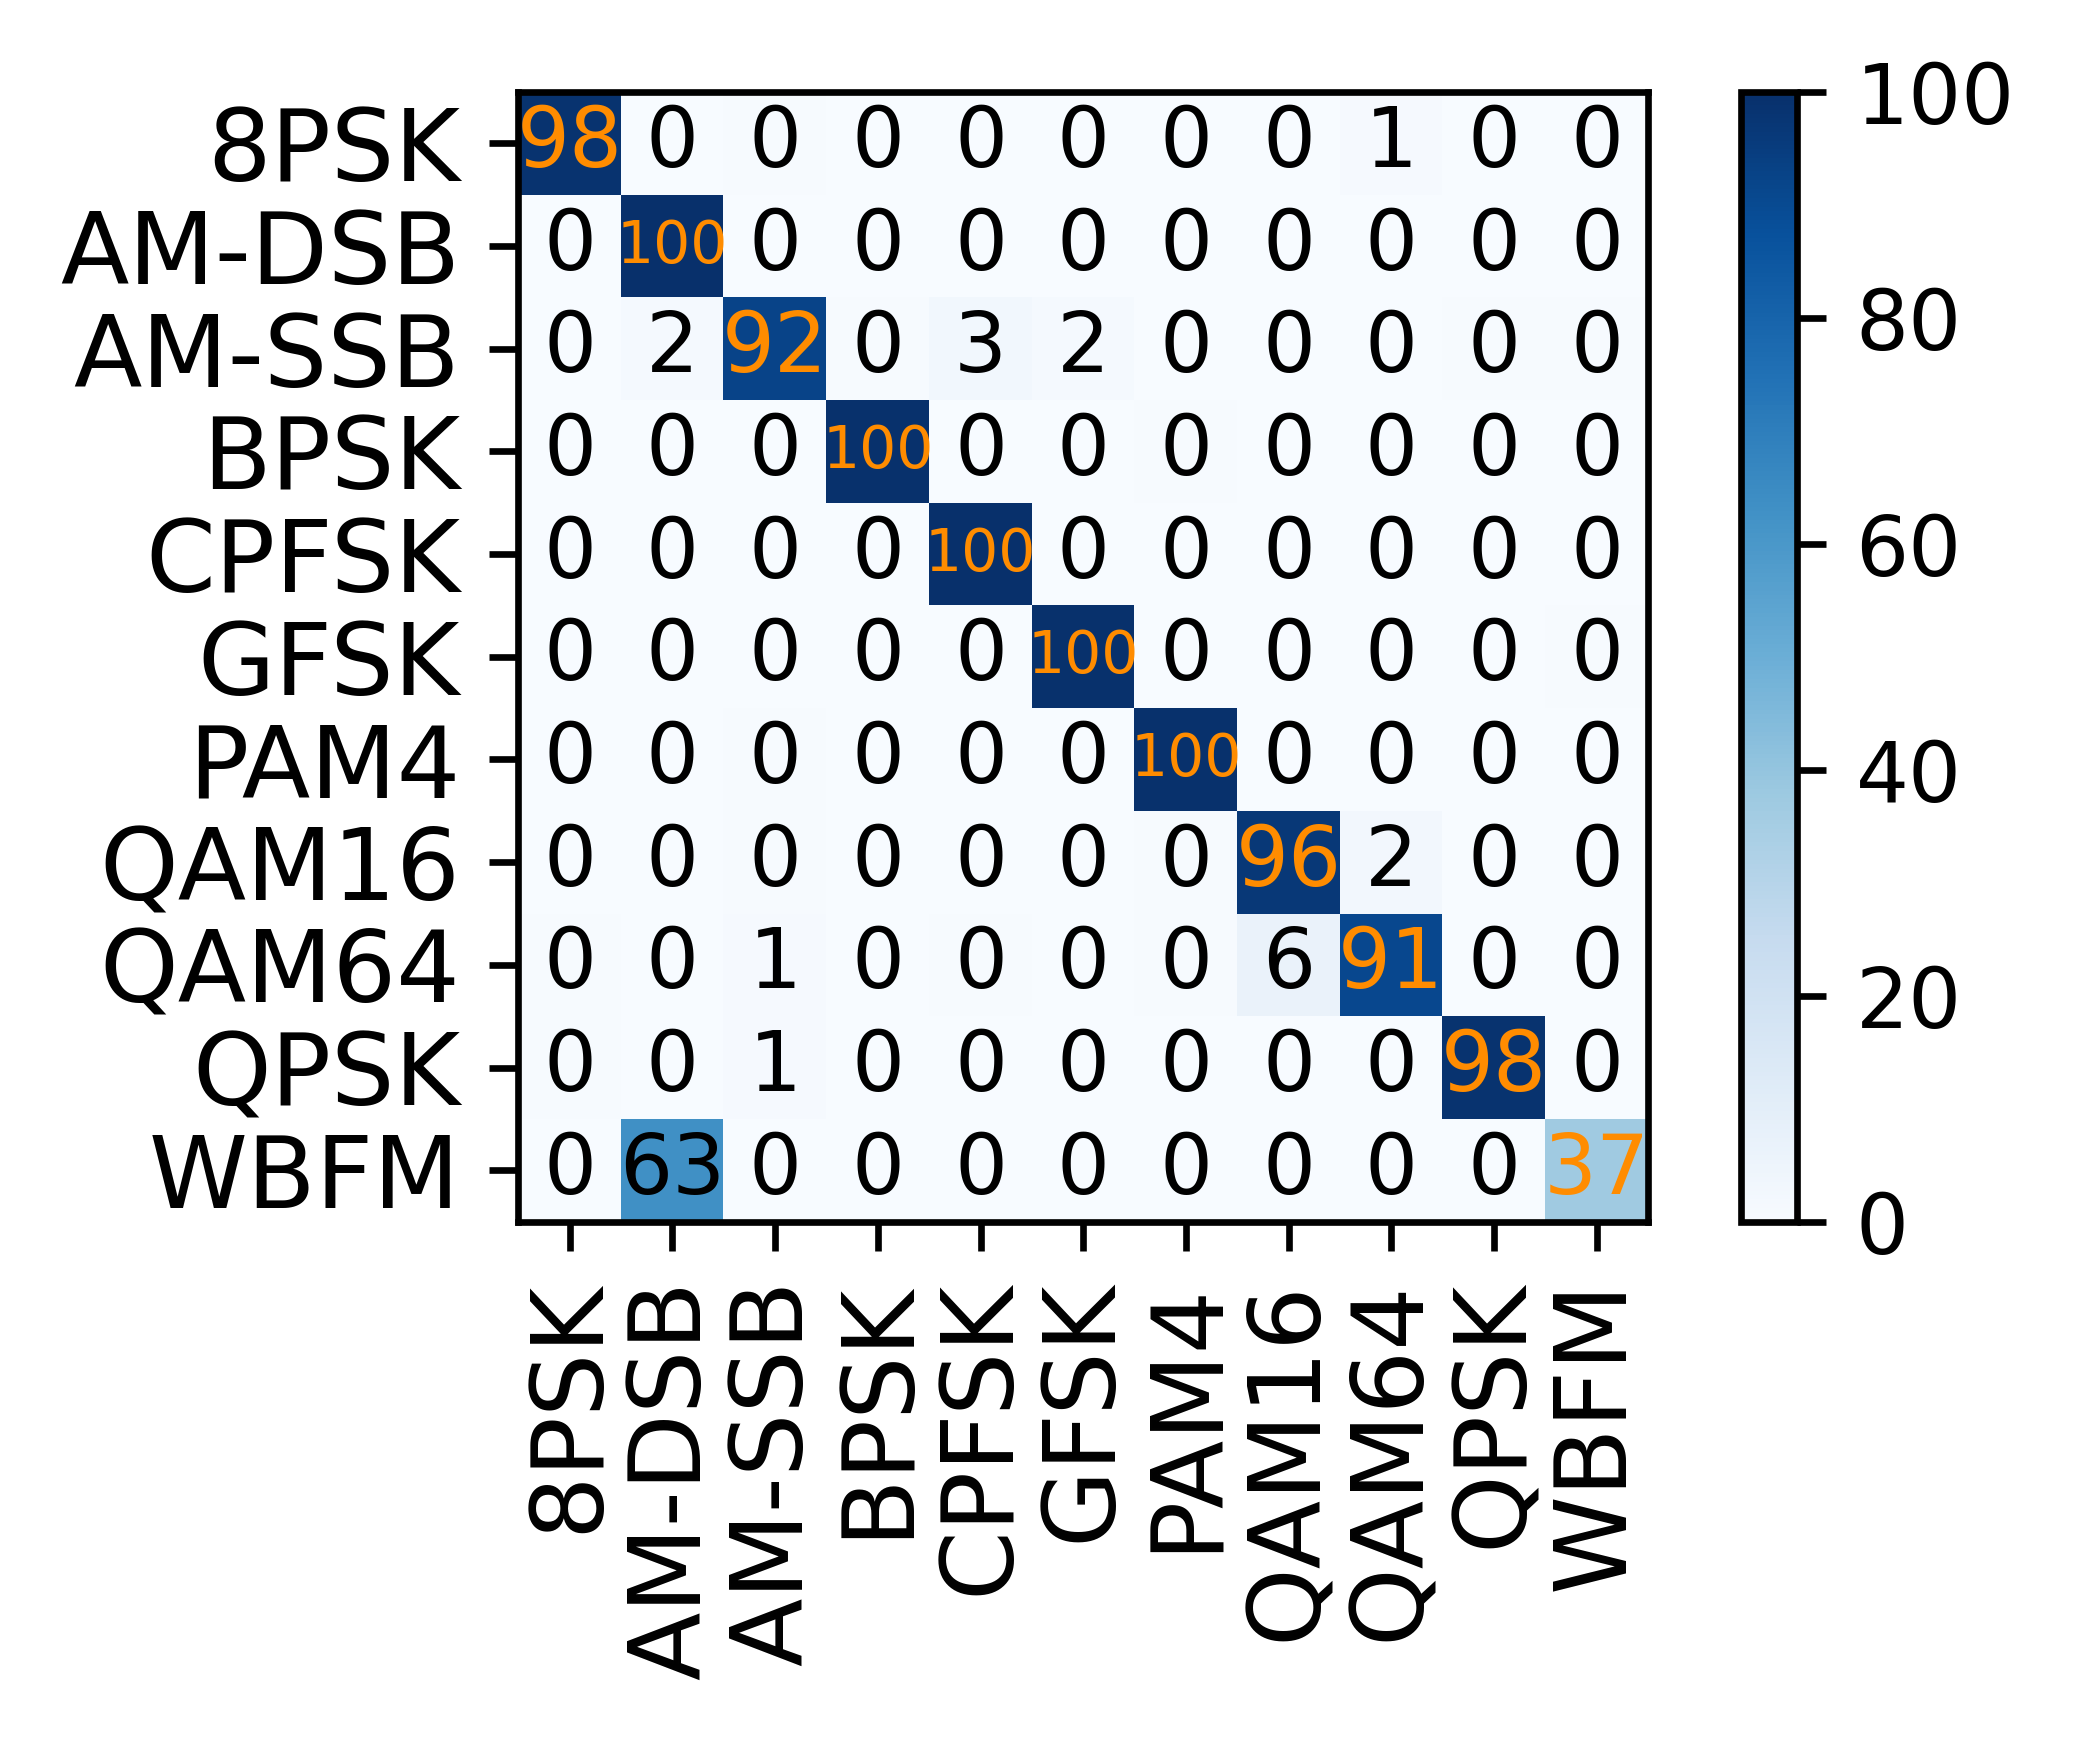 8PSK 98 0 0 0 0 0 0 0 1 0 0
AM-DSB 0 100 0 0 0 0 0 0 0 0 0
AM-SSB 0 2 92 0 3 2 0 0 0 0 0
BPSK 0 0 0 100 0 0 0 0 0 0 0
CPFSK 0 0 0 0 100 0 0 0 0 0 0
GFSK 0 0 0 0 0 100 0 0 0 0 0
PAM4 0 0 0 0 0 0 100 0 0 0 0
QAM16 0 0 0 0 0 0 0 96 2 0 0
QAM64 0 0 1 0 0 0 0 6 91 0 0
QPSK 0 0 1 0 0 0 0 0 0 98 0
WBFM 0 63 0 0 0 0 0 0 0 0 37
8PSK
AM-DSB
AM-SSB
BPSK
CPFSK
GFSK
PAM4
QAM16
QAM64
QPSK
WBFM
100
80
60
40
20
0